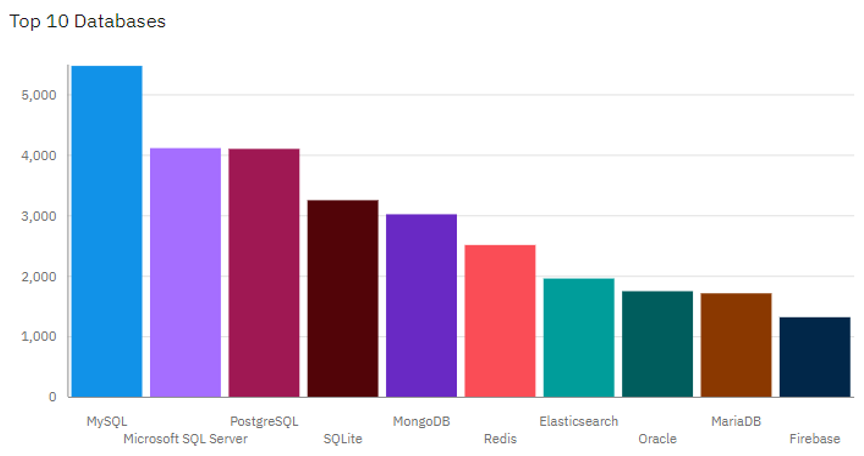 Top 10 Databases
5,000
4,000
3,000
2,000
1,000
0
MySQL
Microsoft SQL Server
PostgreSQL
SQLite
MongoDB
Redis
Elasticsearch
Oracle
MariaDB
Firebase